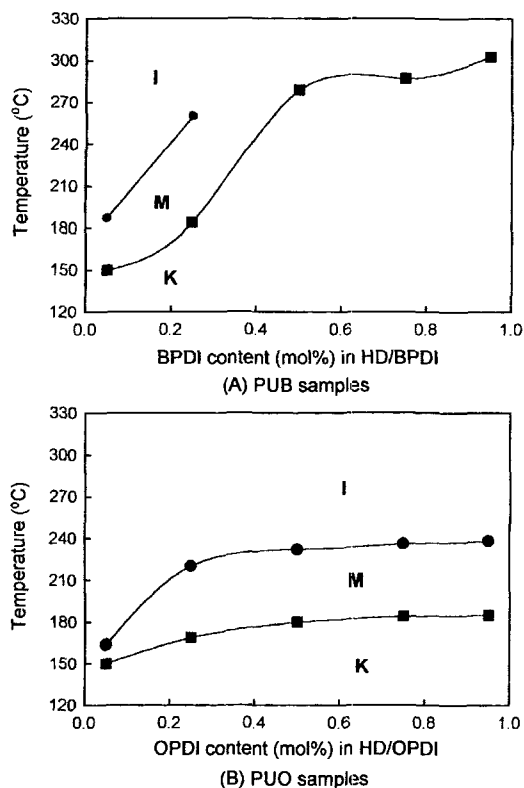 330
300
270
240
210
180
150
120
Temperature (°C)
I
M
K
0.0 0.2 0.4 0.6 0.8 1.0
BPDI content (mol%) in HD/BPDI
(A) PUB samples
330
300
270
240
210
180
150
120
Temperature (°C)
I
M
K
0.0 0.2 0.4 0.6 0.8 1.0
OPDI content (mol%) in HD/OPDI
(B) PUO samples